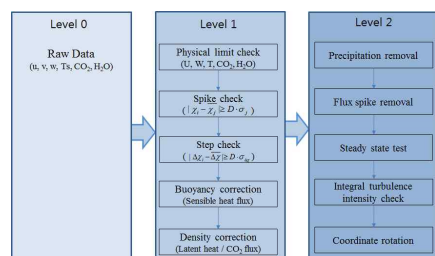 Level 0
Raw Data
(u, v, w, Ts, CO₂, H₂O)
Level 1
Physical limit check
(U, W, T, CO₂, H₂O)
Spike check
( | χᵢ − χⱼ | ≥ D · σⱼ )
Step check
( | Δχᵢ − Δχ̅ | ≥ D · σ )
Buoyancy correction
(Sensible heat flux)
Density correction
(Latent heat / CO₂ flux)
Level 2
Precipitation removal
Flux spike removal
Steady state test
Integral turbulence
intensity check
Coordinate rotation